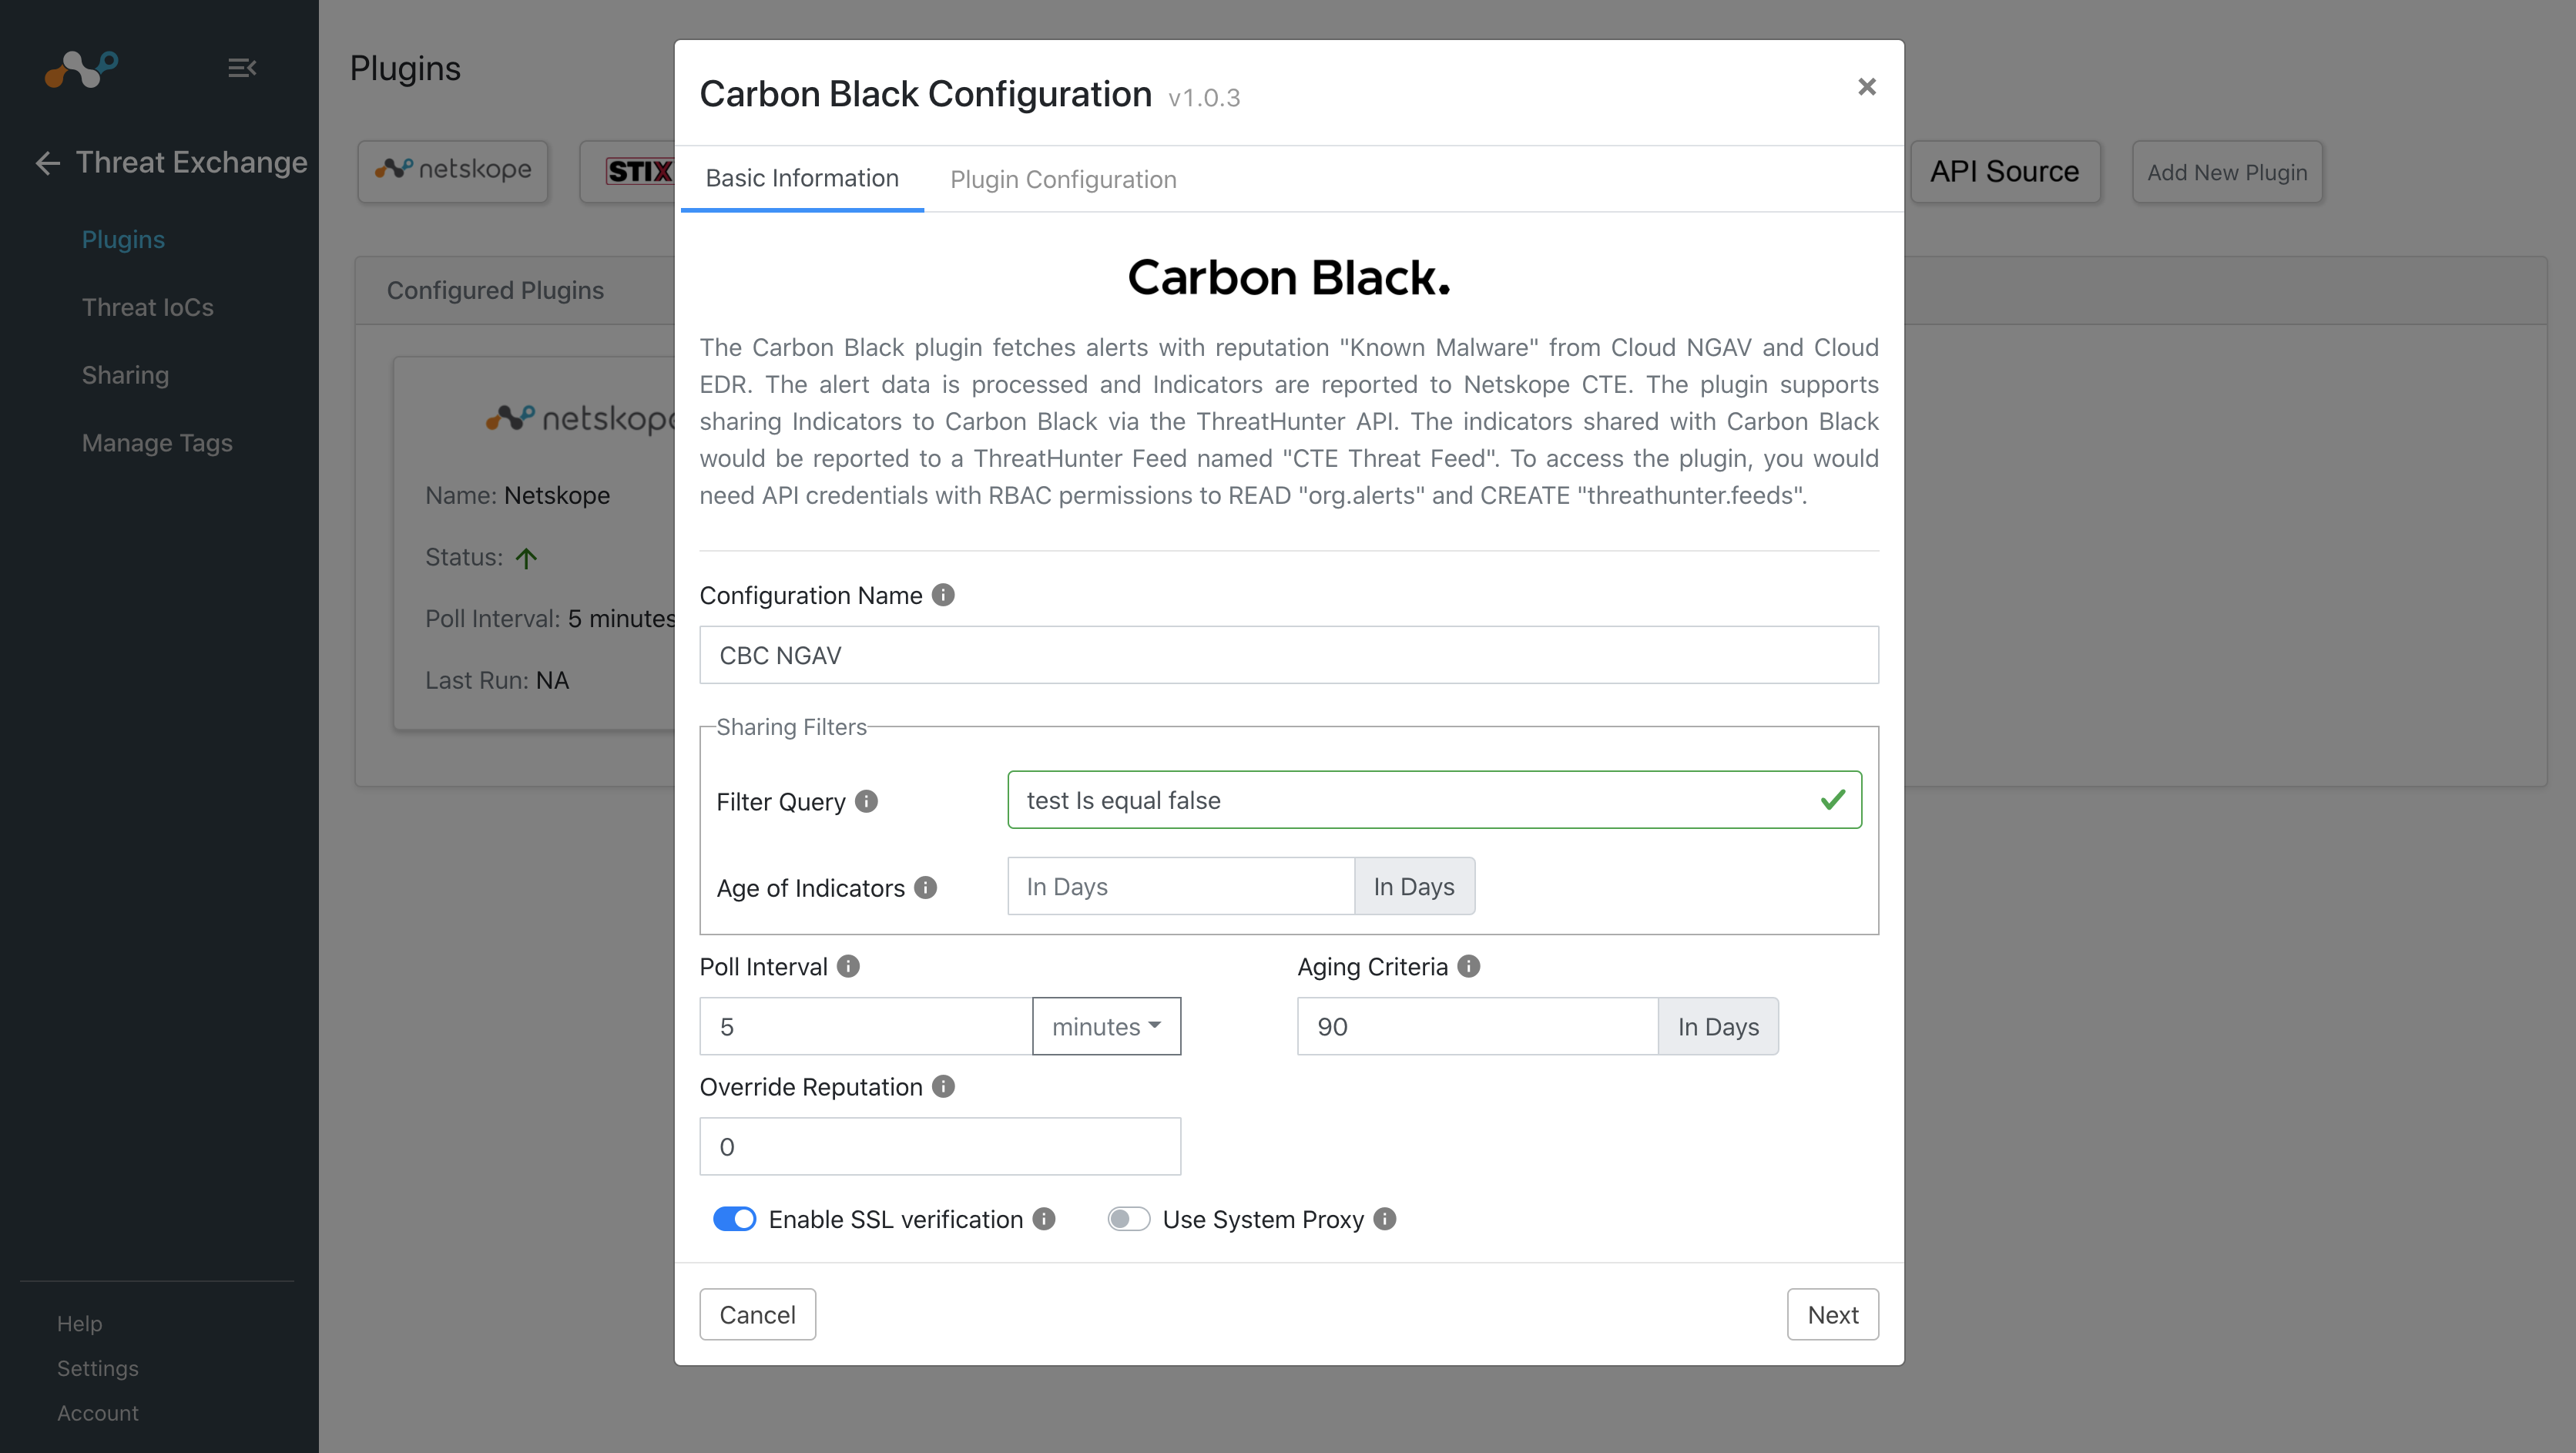 Threat Exchange
Plugins
Threat IoCs
Sharing
Manage Tags
Help
Settings
Account
Plugins
netskope
STIX
API Source
Add New Plugin
Configured Plugins
netskope
Name: Netskope
Status:
Poll Interval: 5 minutes
Last Run: NA
Carbon Black Configuration v1.0.3
Basic Information
Plugin Configuration
Carbon Black.
The Carbon Black plugin fetches alerts with reputation "Known Malware" from Cloud NGAV and Cloud
EDR. The alert data is processed and Indicators are reported to Netskope CTE. The plugin supports
sharing Indicators to Carbon Black via the ThreatHunter API. The indicators shared with Carbon Black
would be reported to a ThreatHunter Feed named "CTE Threat Feed". To access the plugin, you would
need API credentials with RBAC permissions to READ "org.alerts" and CREATE "threathunter.feeds".
Configuration Name
CBC NGAV
Sharing Filters
Filter Query
test Is equal false
Age of Indicators
In Days
In Days
Poll Interval
Aging Criteria
5
minutes
90
In Days
Override Reputation
0
Enable SSL verification
Use System Proxy
Cancel
Next